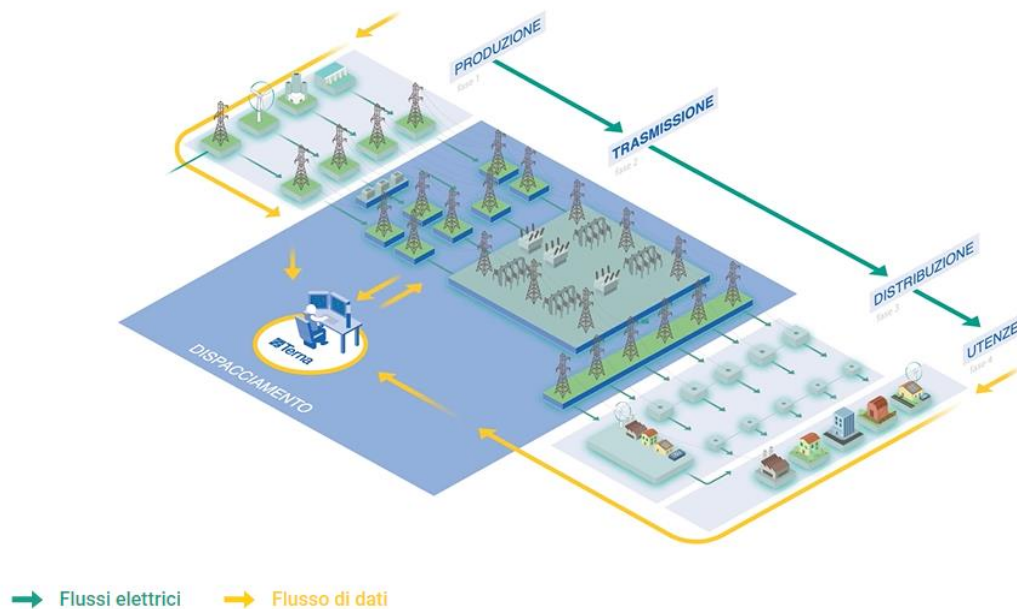 PRODUZIONE
fase 1
TRASMISSIONE
fase 2
DISTRIBUZIONE
fase 3
UTENZE
fase 4
Terna
DISPACCIAMENTO
Flussi elettrici
Flusso di dati